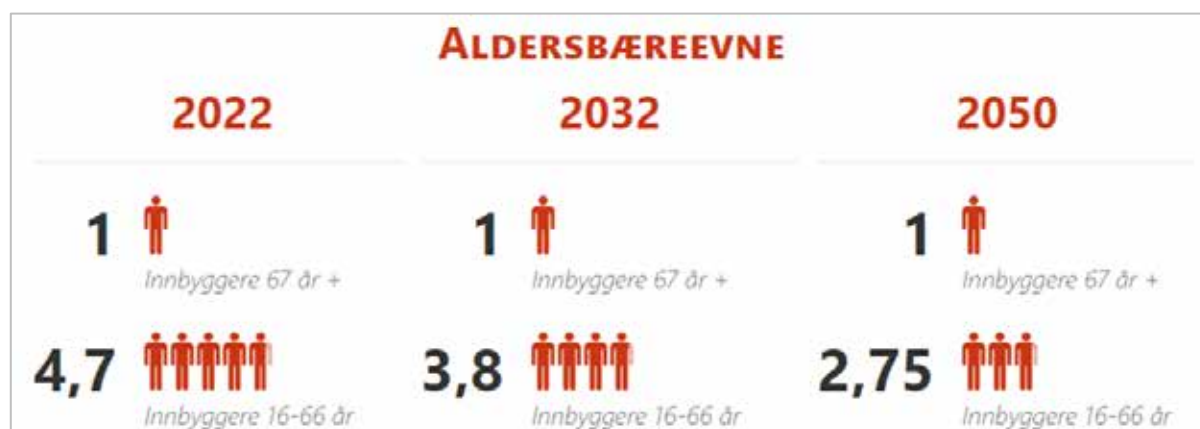 ALDERSBÆREEVNE
2022 2032 2050
1 1 1
Innbyggere 67 år + Innbyggere 67 år + Innbyggere 67 år +
4,7 3,8 2,75
Innbyggere 16-66 år Innbyggere 16-66 år Innbyggere 16-66 år